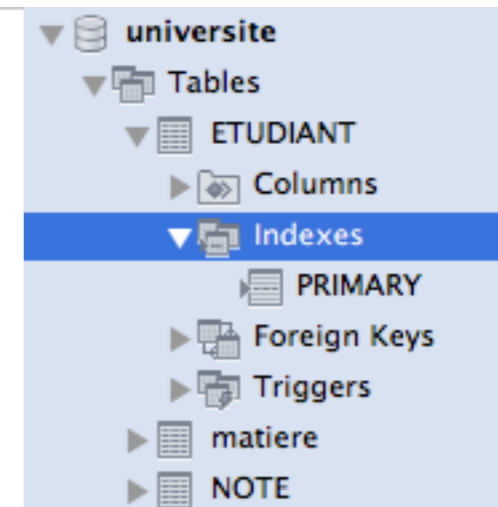 universite
Tables
ETUDIANT
Columns
Indexes
PRIMARY
Foreign Keys
Triggers
matiere
NOTE